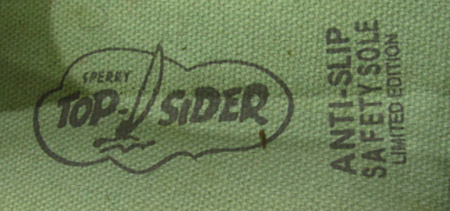 SPERRY
TOP-SIDER
ANTI-SLIP
SAFETY SOLE
LIMITED EDITION